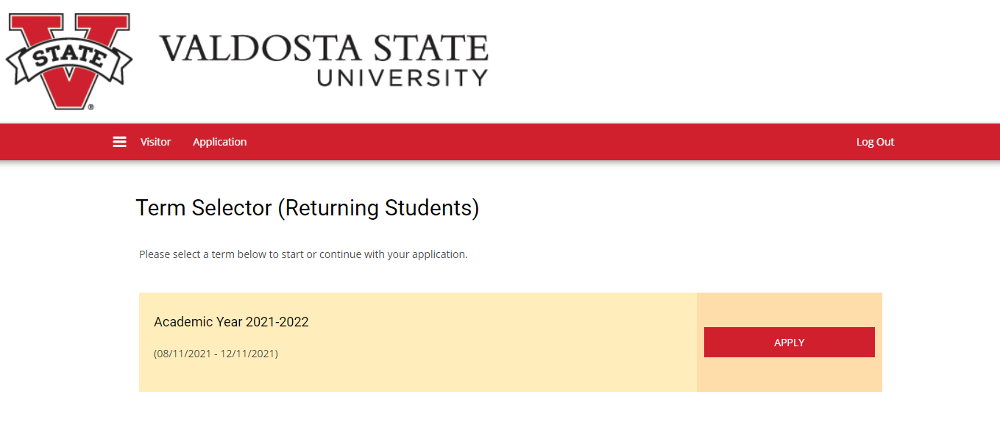 STATE
®
VALDOSTA STATE
UNIVERSITY
Visitor
Application
Log Out
Term Selector (Returning Students)
Please select a term below to start or continue with your application.
Academic Year 2021-2022
(08/11/2021 - 12/11/2021)
APPLY